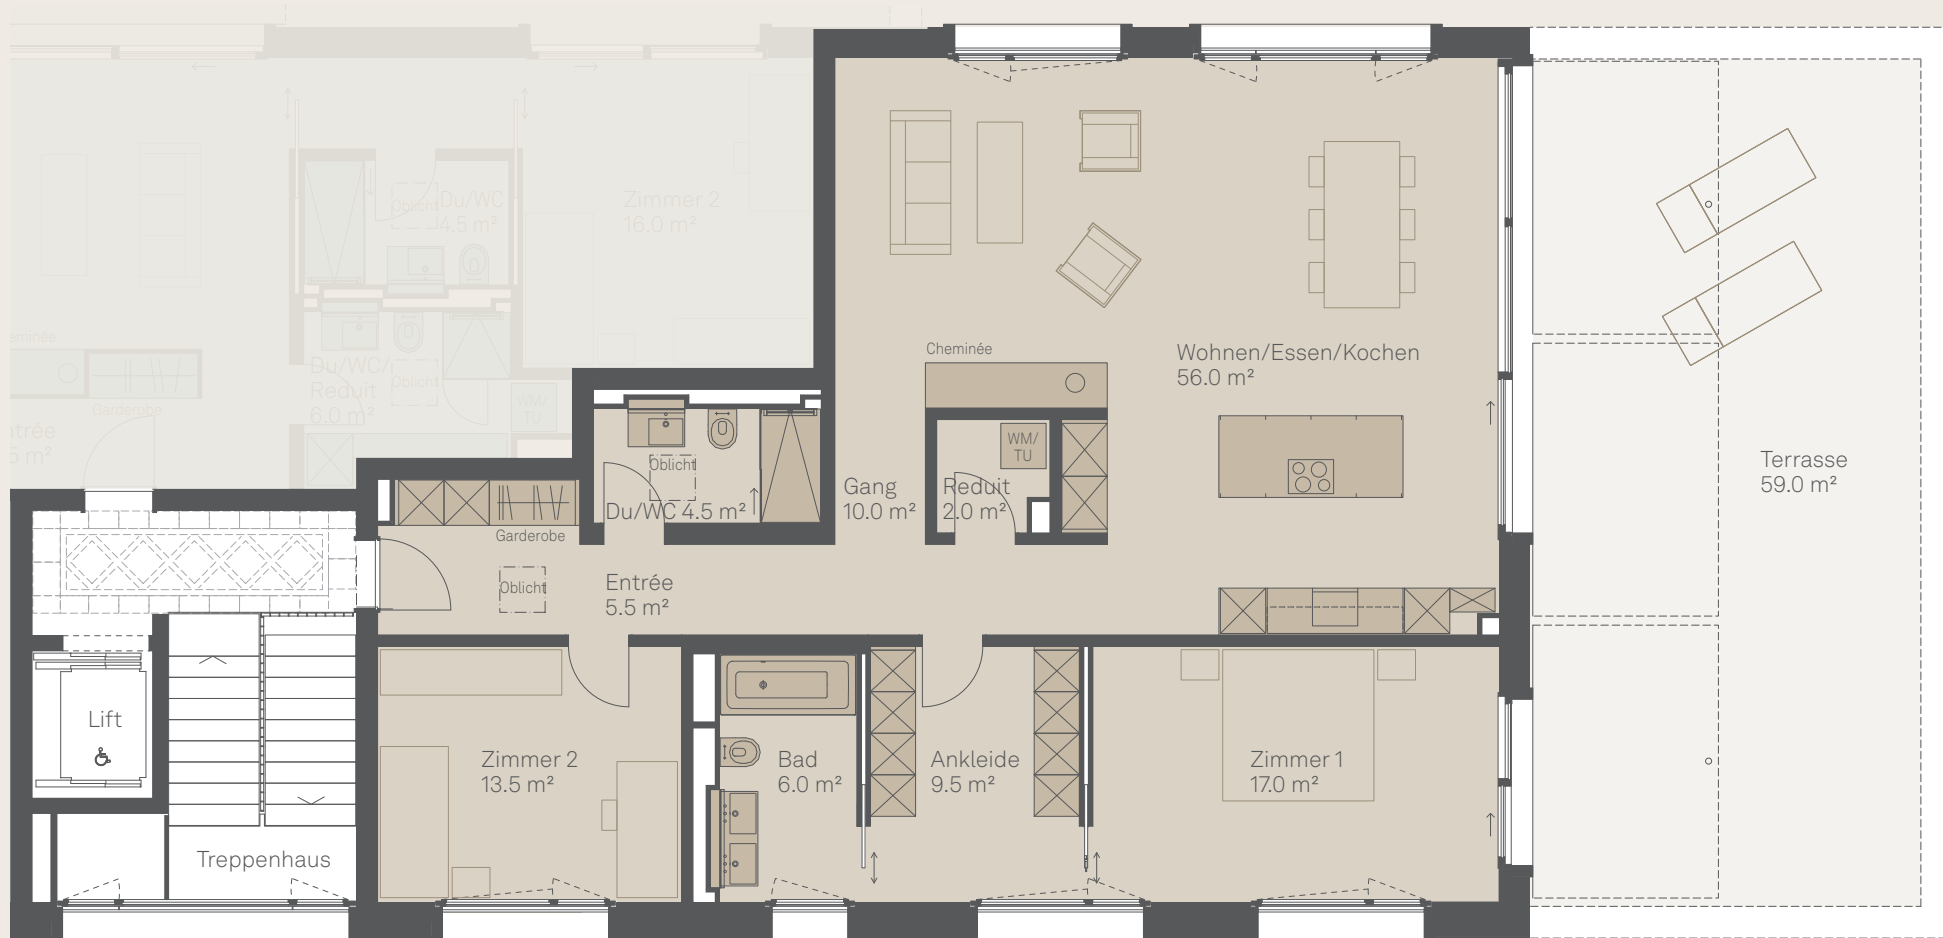 Oblicht
Du/WC
4.5 m²
Zimmer 2
16.0 m²
Du/WC/
Reduit
6.0 m²
Oblicht
WM/
TU
Garderobe
Cheminée
Wohnen/Essen/Kochen
56.0 m²
WM/
TU
Oblicht
Du/WC 4.5 m²
Gang
10.0 m²
Reduit
2.0 m²
Terrasse
59.0 m²
Garderobe
Oblicht
Entrée
5.5 m²
Lift
Zimmer 2
13.5 m²
Bad
6.0 m²
Ankleide
9.5 m²
Zimmer 1
17.0 m²
Treppenhaus